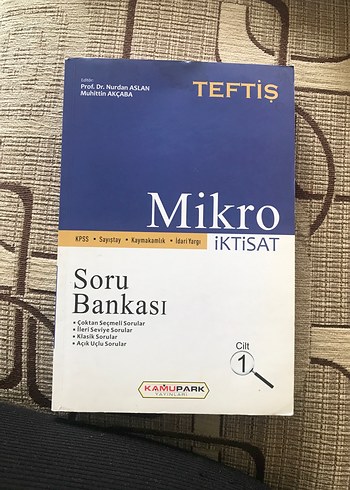 Editör:
Prof. Dr. Nurdan ASLAN
Muhittin AKÇABA
TEFTİŞ
Mikro
İKTİSAT
KPSS • Sayıştay • Kaymakamlık • İdari Yargı
Soru
Bankası
• Çoktan Seçmeli Sorular
• İleri Seviye Sorular
• Klasik Sorular
• Açık Uçlu Sorular
Cilt
1
KAMUPARK
YAYINLARI